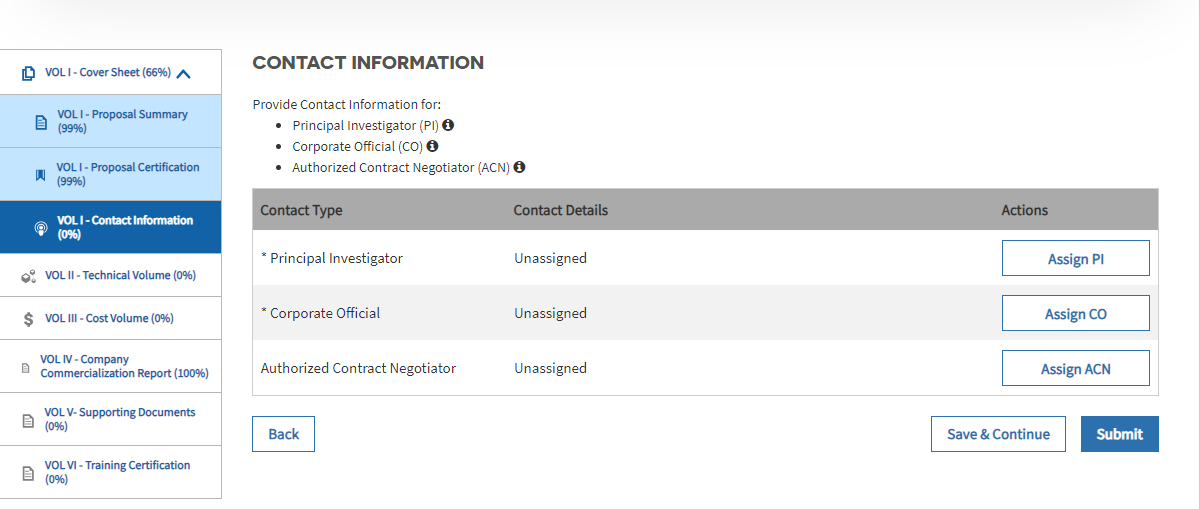 VOL I - Cover Sheet (66%)
VOL I - Proposal Summary
(99%)
VOL I - Proposal Certification
(99%)
VOL I - Contact Information
(0%)
VOL II - Technical Volume (0%)
$ VOL III - Cost Volume (0%)
VOL IV - Company
Commercialization Report (100%)
VOL V- Supporting Documents
(0%)
VOL VI - Training Certification
(0%)
CONTACT INFORMATION
Provide Contact Information for:
• Principal Investigator (PI)
• Corporate Official (CO)
• Authorized Contract Negotiator (ACN)
Contact Type Contact Details Actions
* Principal Investigator Unassigned Assign PI
* Corporate Official Unassigned Assign CO
Authorized Contract Negotiator Unassigned Assign ACN
Back Save & Continue Submit